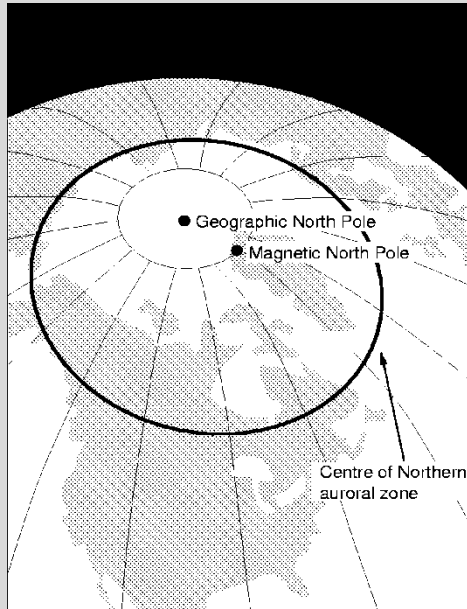 Geographic North Pole
Magnetic North Pole
Centre of Northern
auroral zone